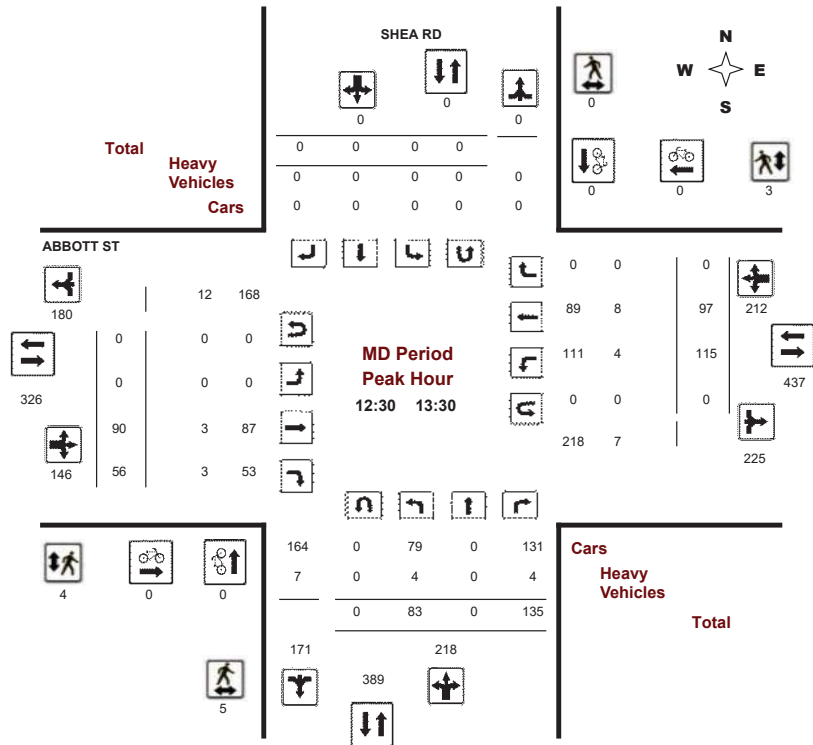 SHEA RD
N
W E
S
0
0 0 0
Total 0 0 0 0
Heavy
Vehicles 0 0 0 0 0
0 0 3
Cars 0 0 0 0 0
ABBOTT ST
0 0 0
180 12 168
89 8 97 212
0 0 0
MD Period
Peak Hour
111 4 115
326 0 0 0
12:30 13:30
437
0 0 0
90 3 87
218 7
225
146 56 3 53
164 0 79 0 131
Cars
7 0 4 0 4
Heavy
Vehicles
4 0 0
0 83 0 135
Total
171 218
389
5